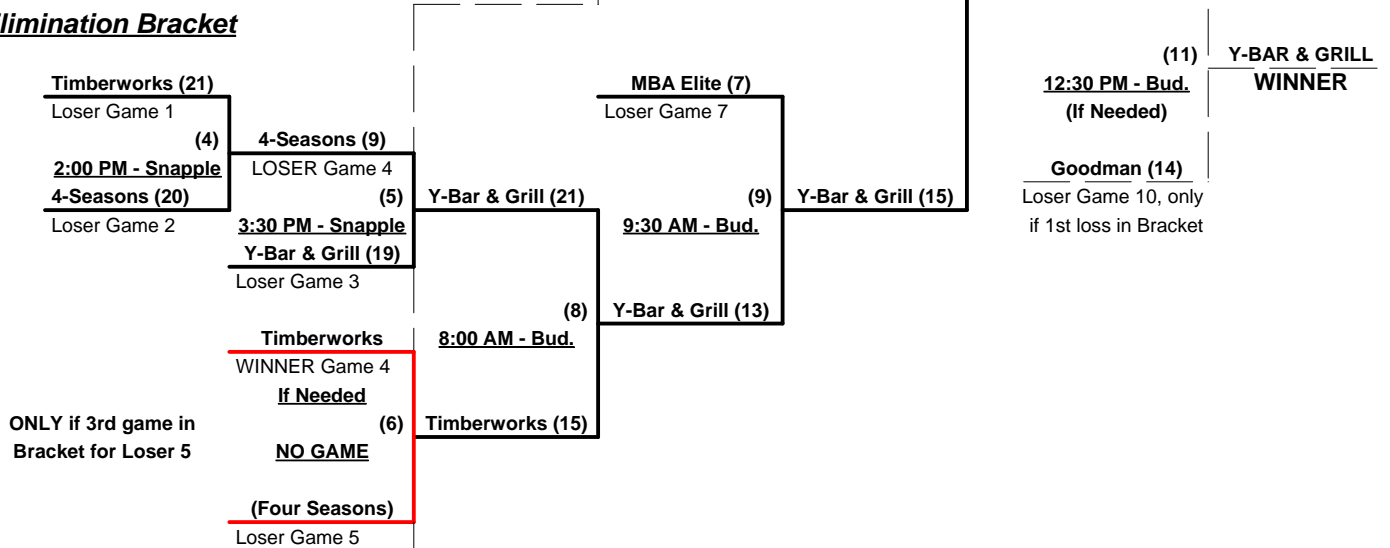 Elimination Bracket
(11) Y-BAR & GRILL
Timberworks (21)
MBA Elite (7)
12:30 PM - Bud.
WINNER
Loser Game 1
Loser Game 7
(If Needed)
(4)
4-Seasons (9)
2:00 PM - Snapple
LOSER Game 4
Goodman (14)
4-Seasons (20)
(5)
Y-Bar & Grill (21)
(9)
Y-Bar & Grill (15)
Loser Game 10, only
Loser Game 2
3:30 PM - Snapple
9:30 AM - Bud.
if 1st loss in Bracket
Y-Bar & Grill (19)
Loser Game 3
(8)
Y-Bar & Grill (13)
Timberworks
8:00 AM - Bud.
WINNER Game 4
If Needed
ONLY if 3rd game in
(6)
Timberworks (15)
Bracket for Loser 5
NO GAME
(Four Seasons)
Loser Game 5